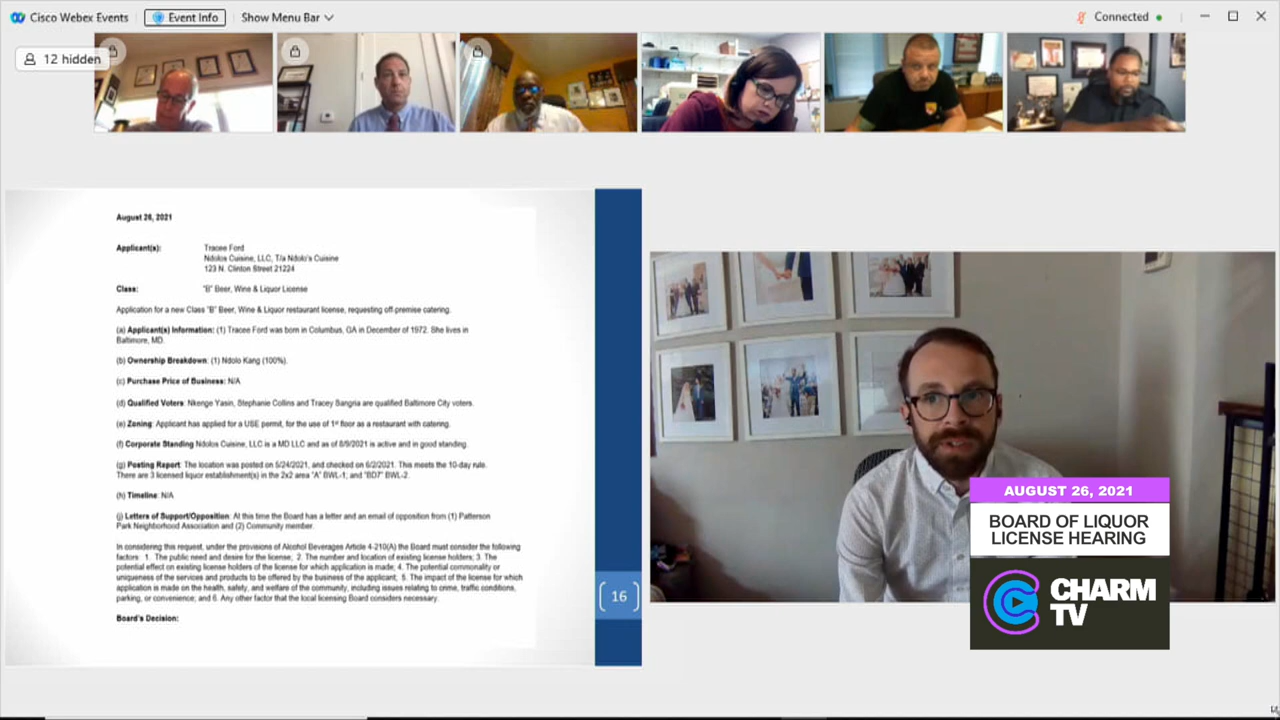 Cisco Webex Events
Event Info
Show Menu Bar
Connected
12 hidden
August 26, 2021
Applicant(s): Tracee Ford
Ndolos Cuisine, LLC, T/a Ndolo's Cuisine
123 N. Clinton Street 21224
Class: "B" Beer, Wine & Liquor License
Application for a new Class "B" Beer, Wine & Liquor restaurant license, requesting off-premise catering.
(a) Applicant(s) Information: (1) Tracee Ford was born in Columbus, GA in December of 1972. She lives in
Baltimore, MD.
(b) Ownership Breakdown: (1) Ndolo Kang (100%).
(c) Purchase Price of Business: N/A
(d) Qualified Voters: Nkenge Yasin, Stephanie Collins and Tracey Sangria are qualified Baltimore City voters.
(e) Zoning: Applicant has applied for a USE permit, for the use of 1st floor as a restaurant with catering.
(f) Corporate Standing Ndolos Cuisine, LLC is a MD LLC and as of 8/9/2021 is active and in good standing.
(g) Posting Report: The location was posted on 5/24/2021, and checked on 6/2/2021. This meets the 10-day rule.
There are 3 licensed liquor establishment(s) in the 2x2 area "A" BWL-1; and "BD7" BWL-2.
(h) Timeline: N/A
(j) Letters of Support/Opposition: At this time the Board has a letter and an email of opposition from (1) Patterson
Park Neighborhood Association and (2) Community member.
In considering this request, under the provisions of Alcohol Beverages Article 4-210(A) the Board must consider the following
factors: 1. The public need and desire for the license; 2. The number and location of existing license holders; 3. The
potential effect on existing license holders of the license for which application is made; 4. The potential commonality or
uniqueness of the services and products to be offered by the business of the applicant; 5. The impact of the license for which
application is made on the health, safety, and welfare of the community, including issues relating to crime, traffic conditions,
parking, or convenience; and 6. Any other factor that the local licensing Board considers necessary.
Board's Decision:
16
AUGUST 26, 2021
BOARD OF LIQUOR
LICENSE HEARING
CHARM
TV